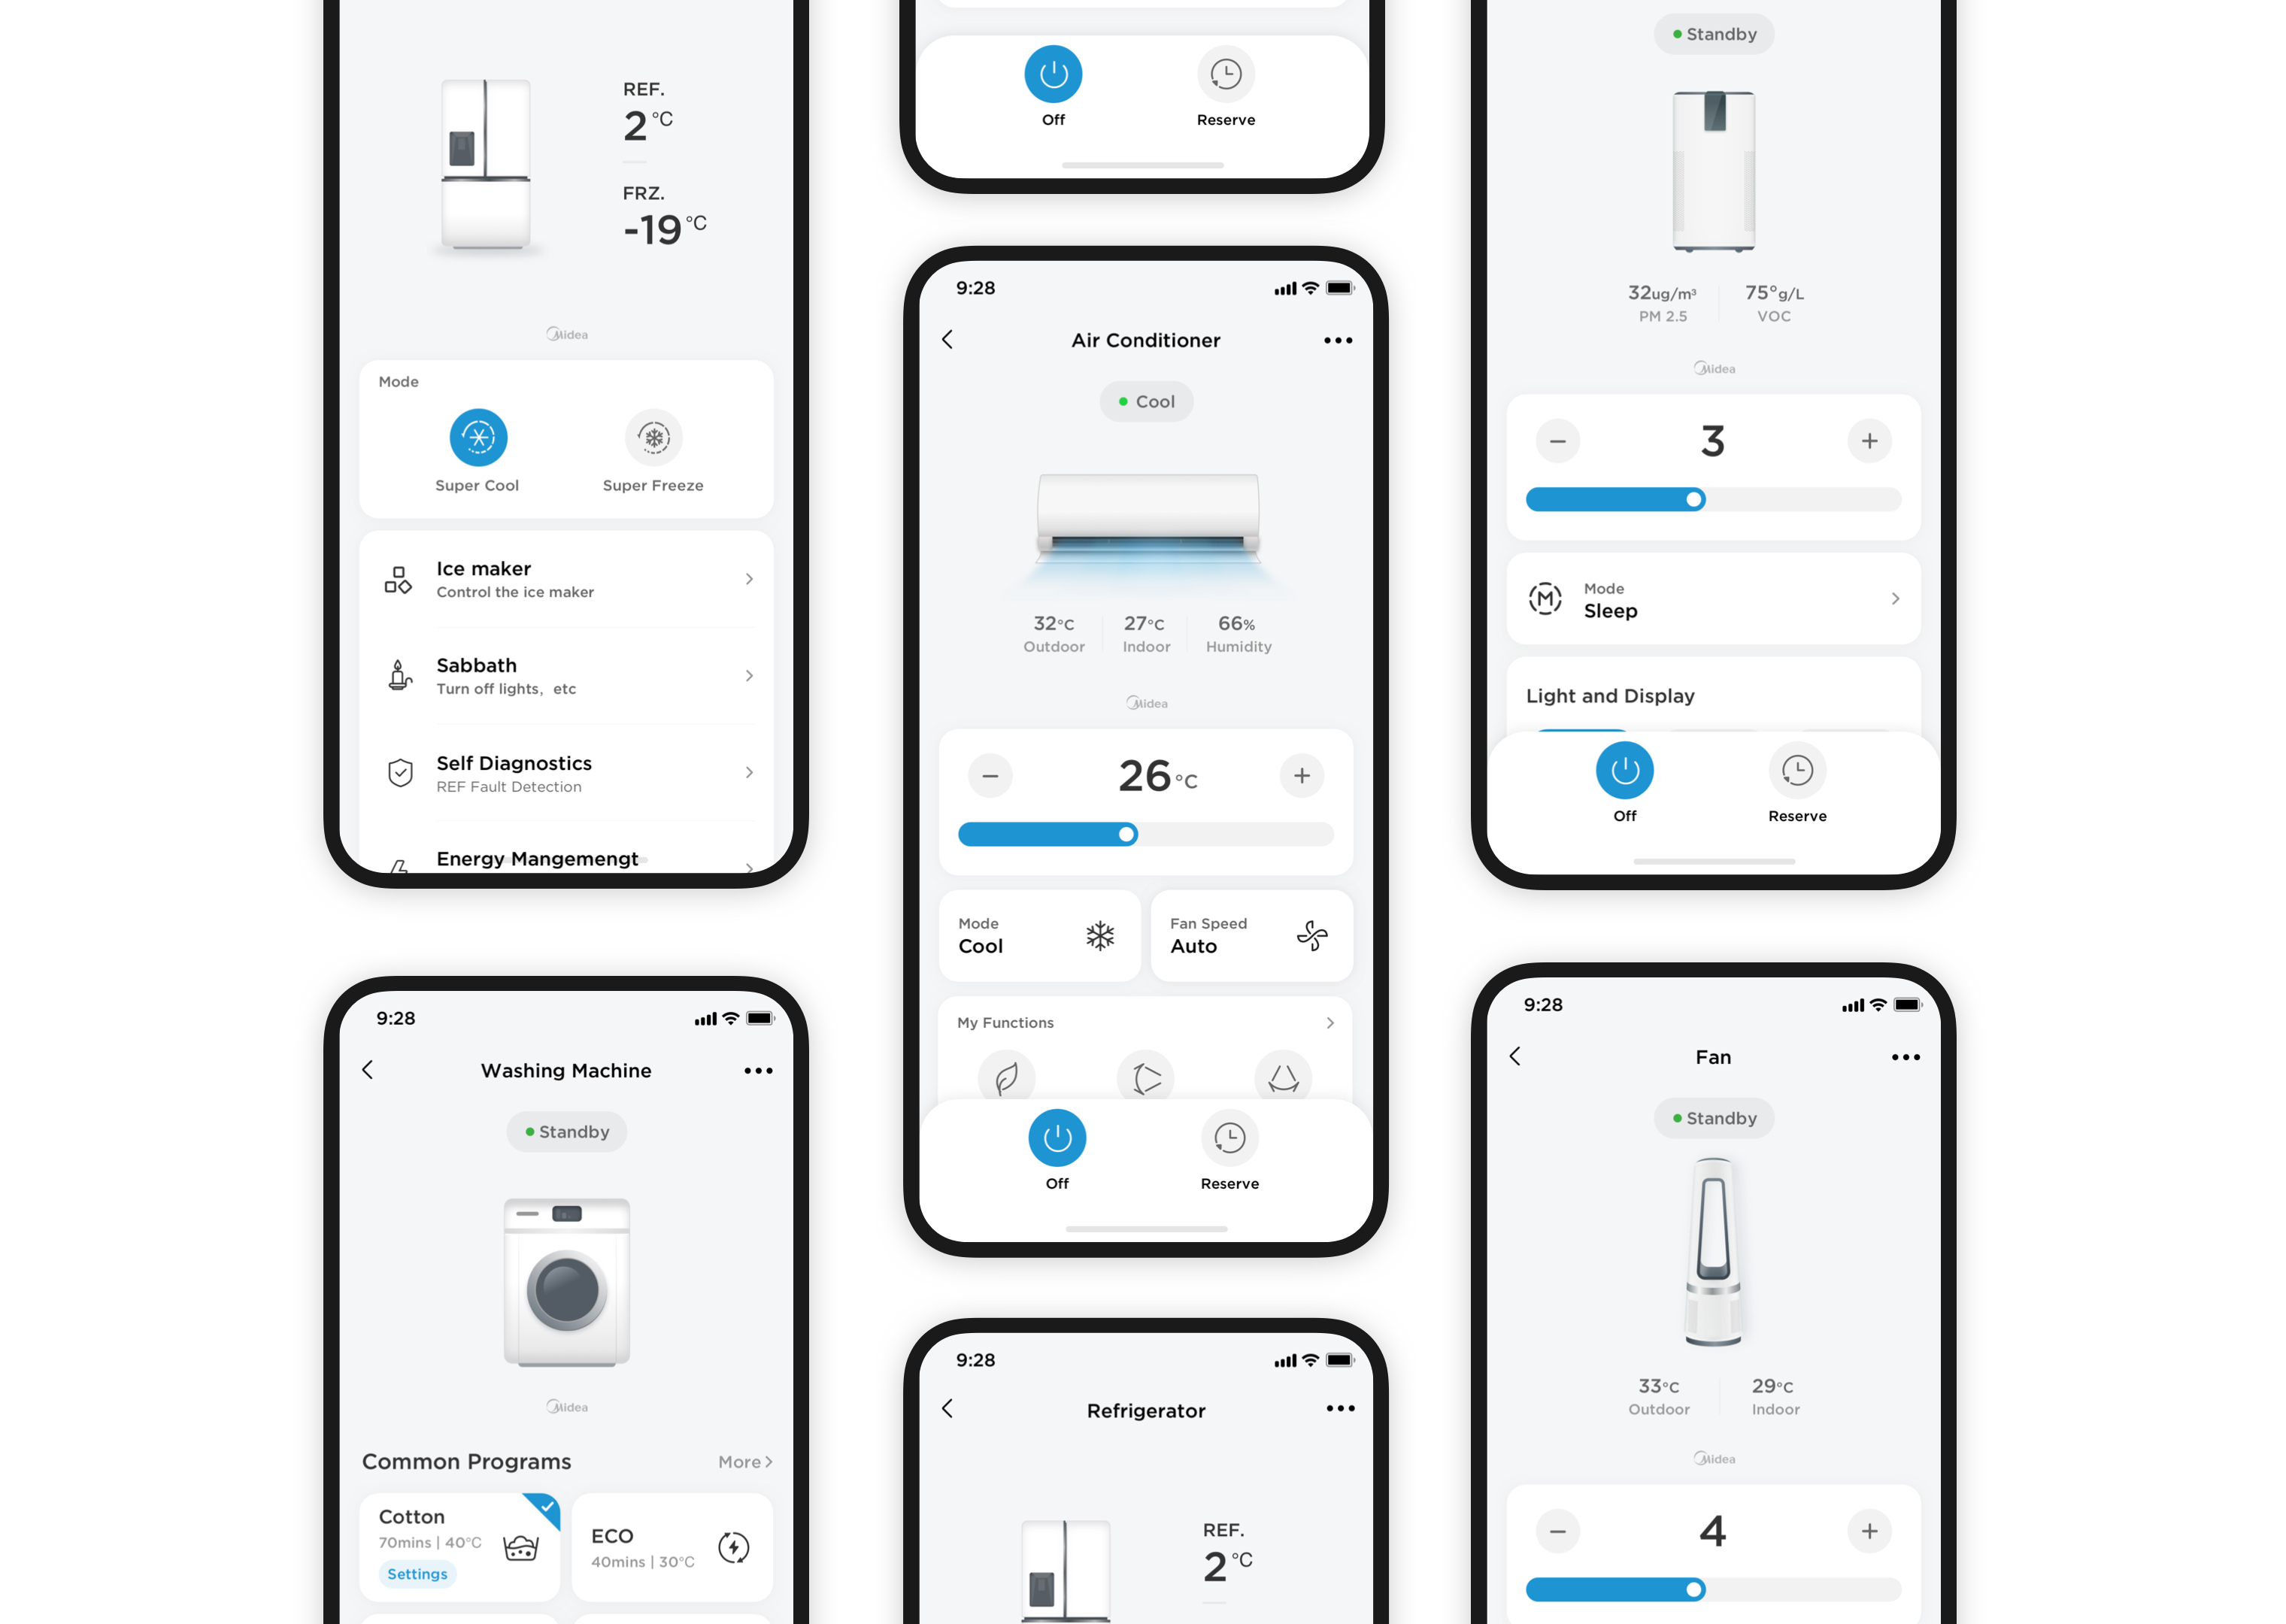 REF.
2°C
FRZ.
-19°C
Midea
Mode
Super Cool
Super Freeze
Ice maker
Control the ice maker
Sabbath
Turn off lights, etc
Self Diagnostics
REF Fault Detection
Energy Mangemengt
9:28
Washing Machine
Standby
Midea
Common Programs
More
Cotton
70mins | 40°C
Settings
ECO
40mins | 30°C
Off
Reserve
9:28
Air Conditioner
Cool
32°C
Outdoor
27°C
Indoor
66%
Humidity
Midea
26°C
Mode
Cool
Fan Speed
Auto
My Functions
Off
Reserve
9:28
Refrigerator
REF.
2°C
Standby
32ug/m³
PM 2.5
75°g/L
VOC
Midea
3
M
Mode
Sleep
Light and Display
Off
Reserve
9:28
Fan
Standby
33°C
Outdoor
29°C
Indoor
Midea
4